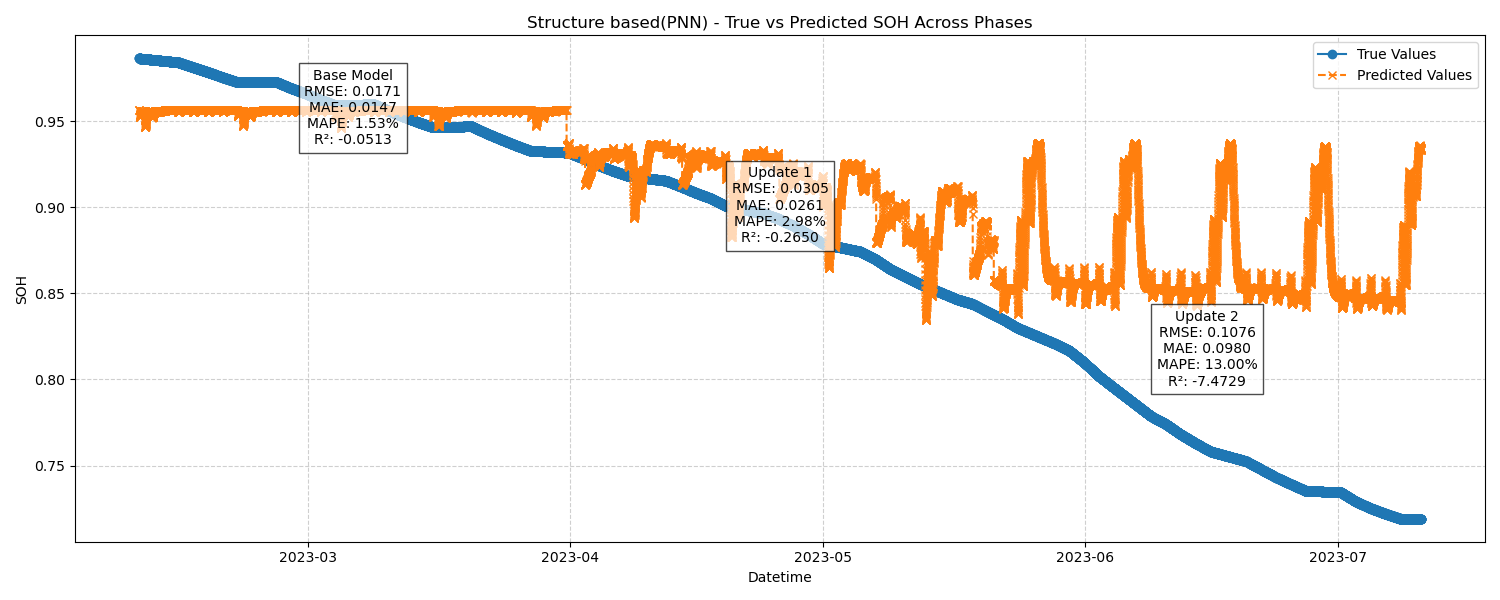 Structure based(PNN) - True vs Predicted SOH Across Phases
True Values
Predicted Values
Base Model
RMSE: 0.0171
MAE: 0.0147
MAPE: 1.53%
R²: -0.0513
Update 1
RMSE: 0.0305
MAE: 0.0261
MAPE: 2.98%
R²: -0.2650
Update 2
RMSE: 0.1076
MAE: 0.0980
MAPE: 13.00%
R²: -7.4729
SOH
0.95
0.90
0.85
0.80
0.75
2023-03
2023-04
2023-05
2023-06
2023-07
Datetime